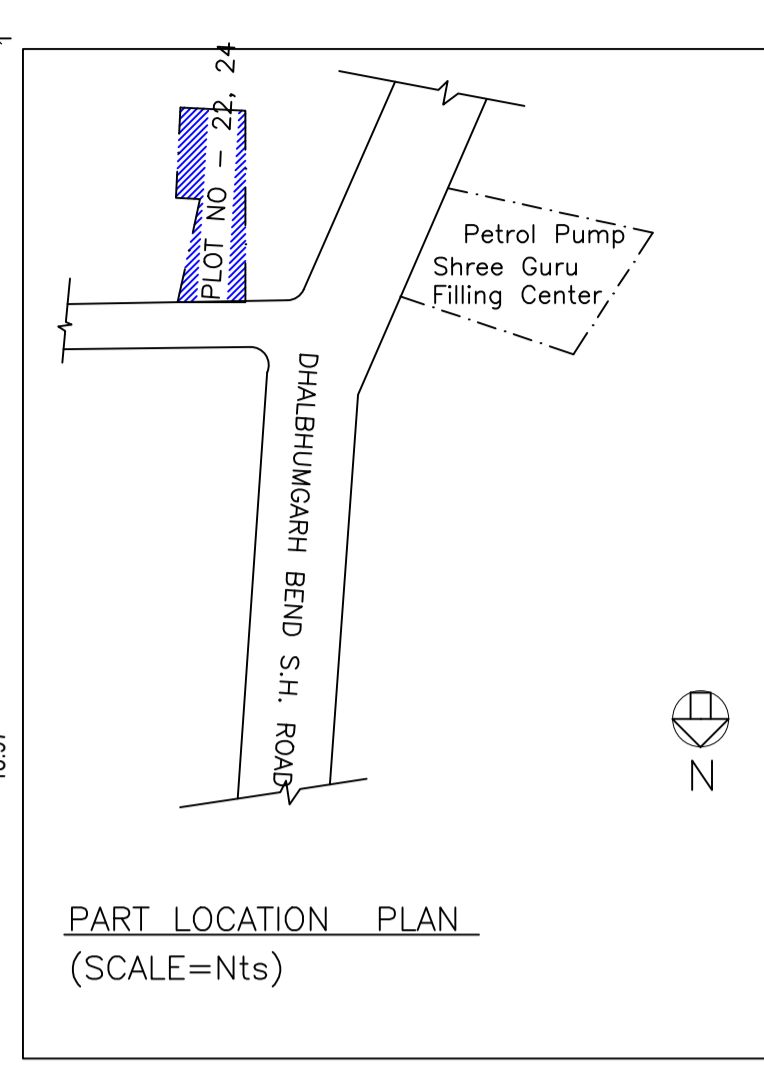 PLOT NO - 22, 24
Petrol Pump
Shree Guru
Filling Center
DHALBHUMGARH BEND S.H. ROAD
N
PART LOCATION PLAN
(SCALE=Nts)